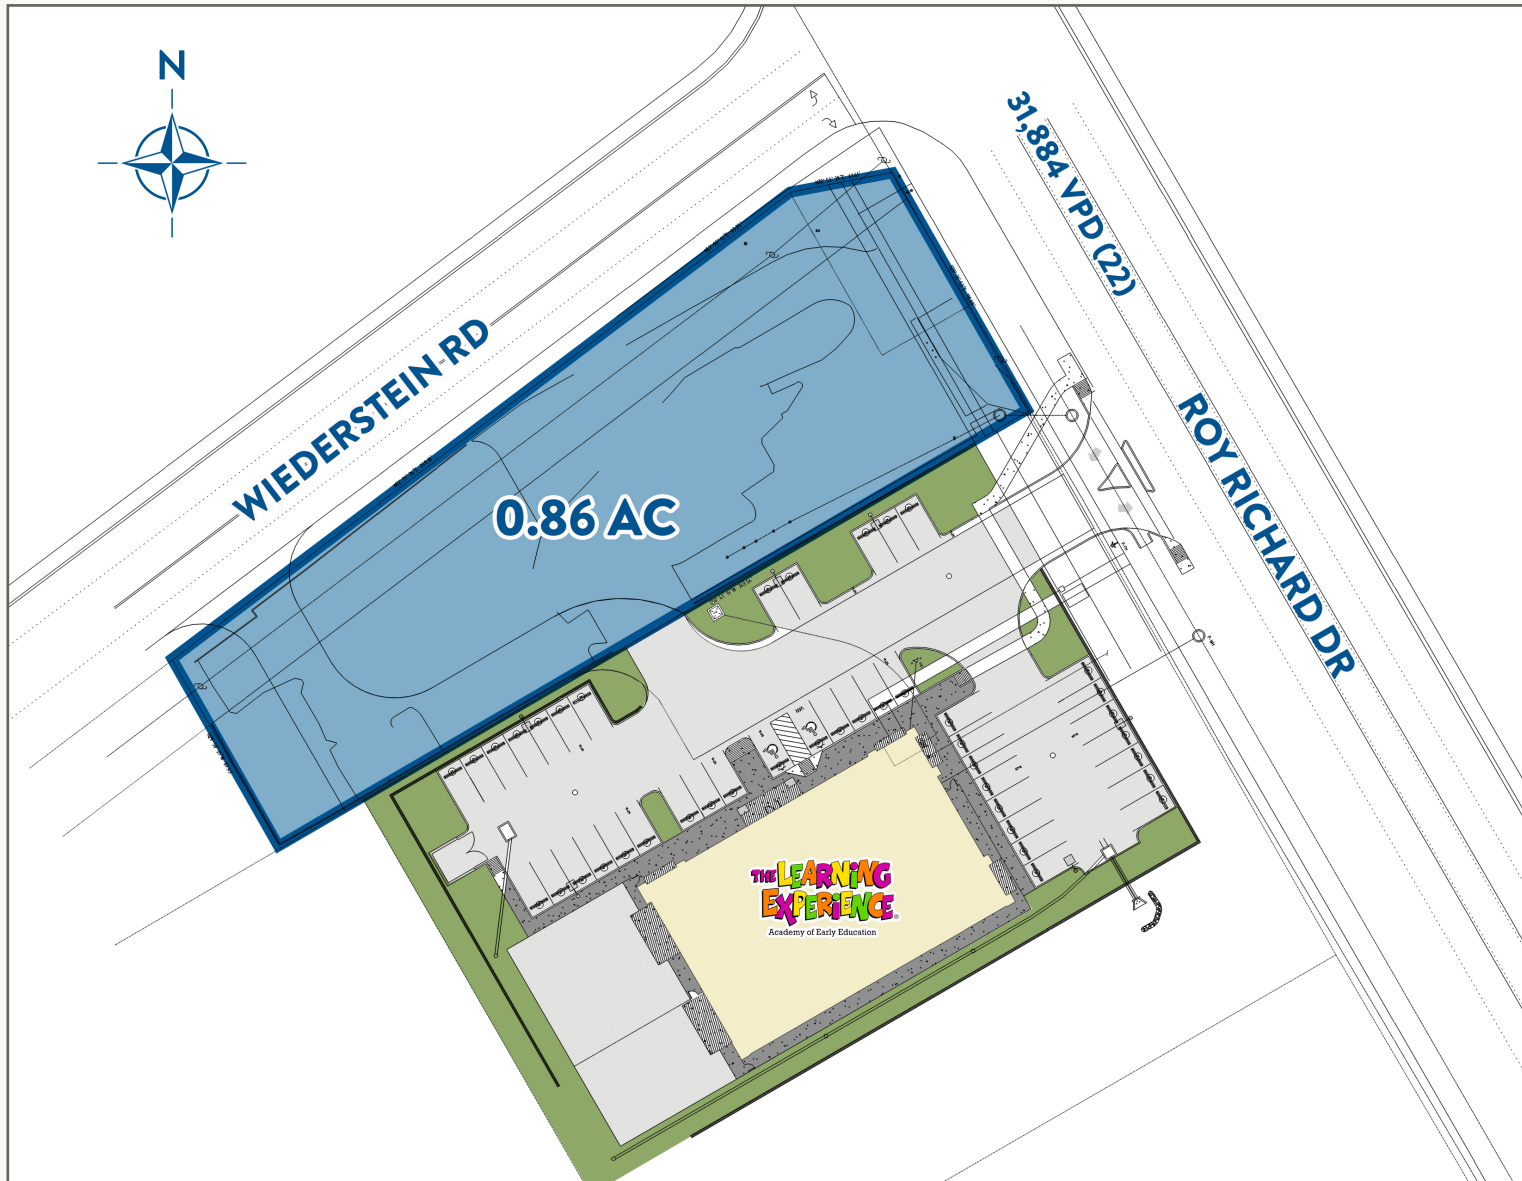 N
31,884 VPD (22)
WIEDERSTEIN RD
ROY RICHARD DR
0.86 AC
THE LEARNING
EXPERIENCE®
Academy of Early Education